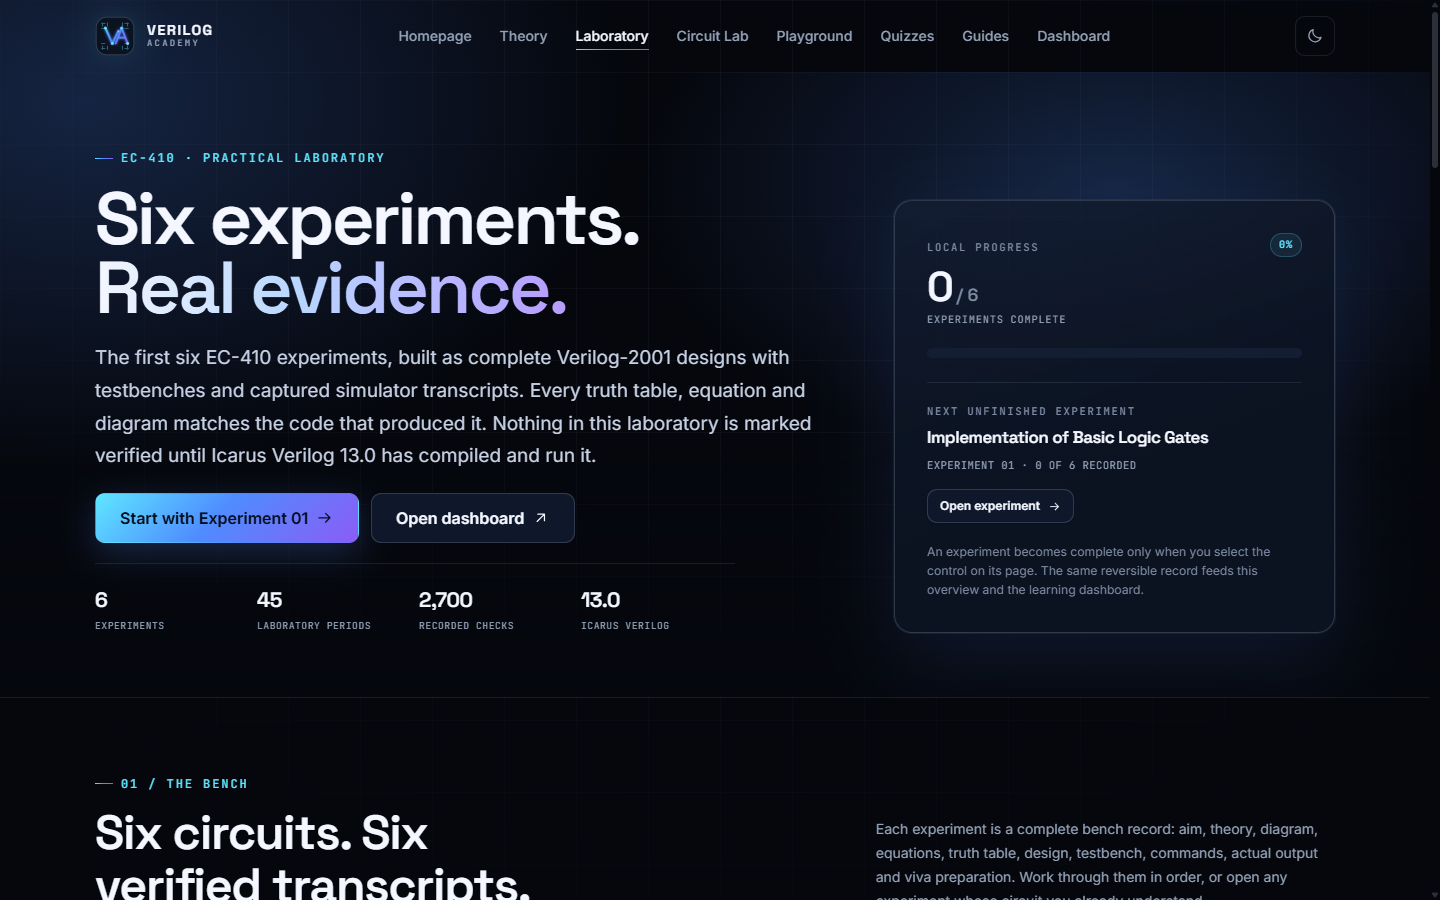 VERILOG
ACADEMY
Homepage
Theory
Laboratory
Circuit Lab
Playground
Quizzes
Guides
Dashboard
EC-410 · PRACTICAL LABORATORY
Six experiments.
Real evidence.
The first six EC-410 experiments, built as complete Verilog-2001 designs with
testbenches and captured simulator transcripts. Every truth table, equation and
diagram matches the code that produced it. Nothing in this laboratory is marked
verified until Icarus Verilog 13.0 has compiled and run it.
Start with Experiment 01 →
Open dashboard ↗
6
EXPERIMENTS
45
LABORATORY PERIODS
2,700
RECORDED CHECKS
13.0
ICARUS VERILOG
LOCAL PROGRESS
0%
0 / 6
EXPERIMENTS COMPLETE
NEXT UNFINISHED EXPERIMENT
Implementation of Basic Logic Gates
EXPERIMENT 01 · 0 OF 6 RECORDED
Open experiment →
An experiment becomes complete only when you select the
control on its page. The same reversible record feeds this
overview and the learning dashboard.
01 / THE BENCH
Six circuits. Six
verified transcripts.
Each experiment is a complete bench record: aim, theory, diagram,
equations, truth table, design, testbench, commands, actual output
and viva preparation. Work through them in order, or open any
experiment whose circuit you already understand.